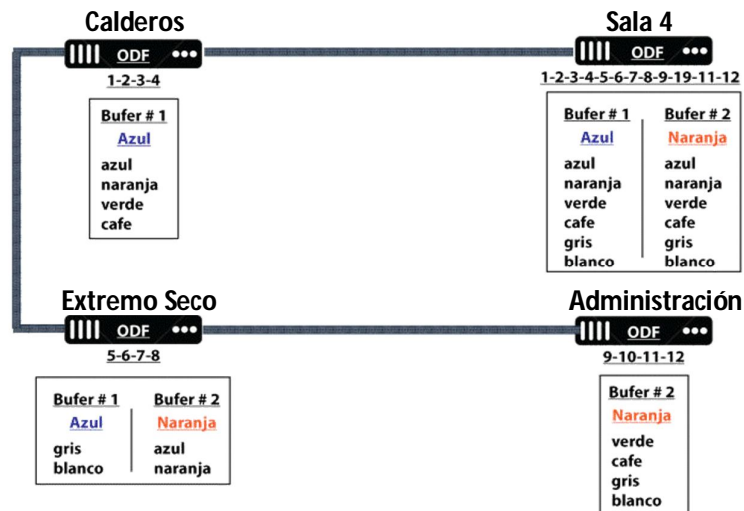 Calderos
ODF
1-2-3-4
Bufer # 1
Azul
azul
naranja
verde
cafe
Sala 4
ODF
1-2-3-4-5-6-7-8-9-19-11-12
Bufer # 1
Azul
azul
naranja
verde
cafe
gris
blanco
Bufer # 2
Naranja
azul
naranja
verde
cafe
gris
blanco
Extremo Seco
ODF
5-6-7-8
Bufer # 1
Azul
gris
blanco
Bufer # 2
Naranja
azul
naranja
Administración
ODF
9-10-11-12
Bufer # 2
Naranja
verde
cafe
gris
blanco